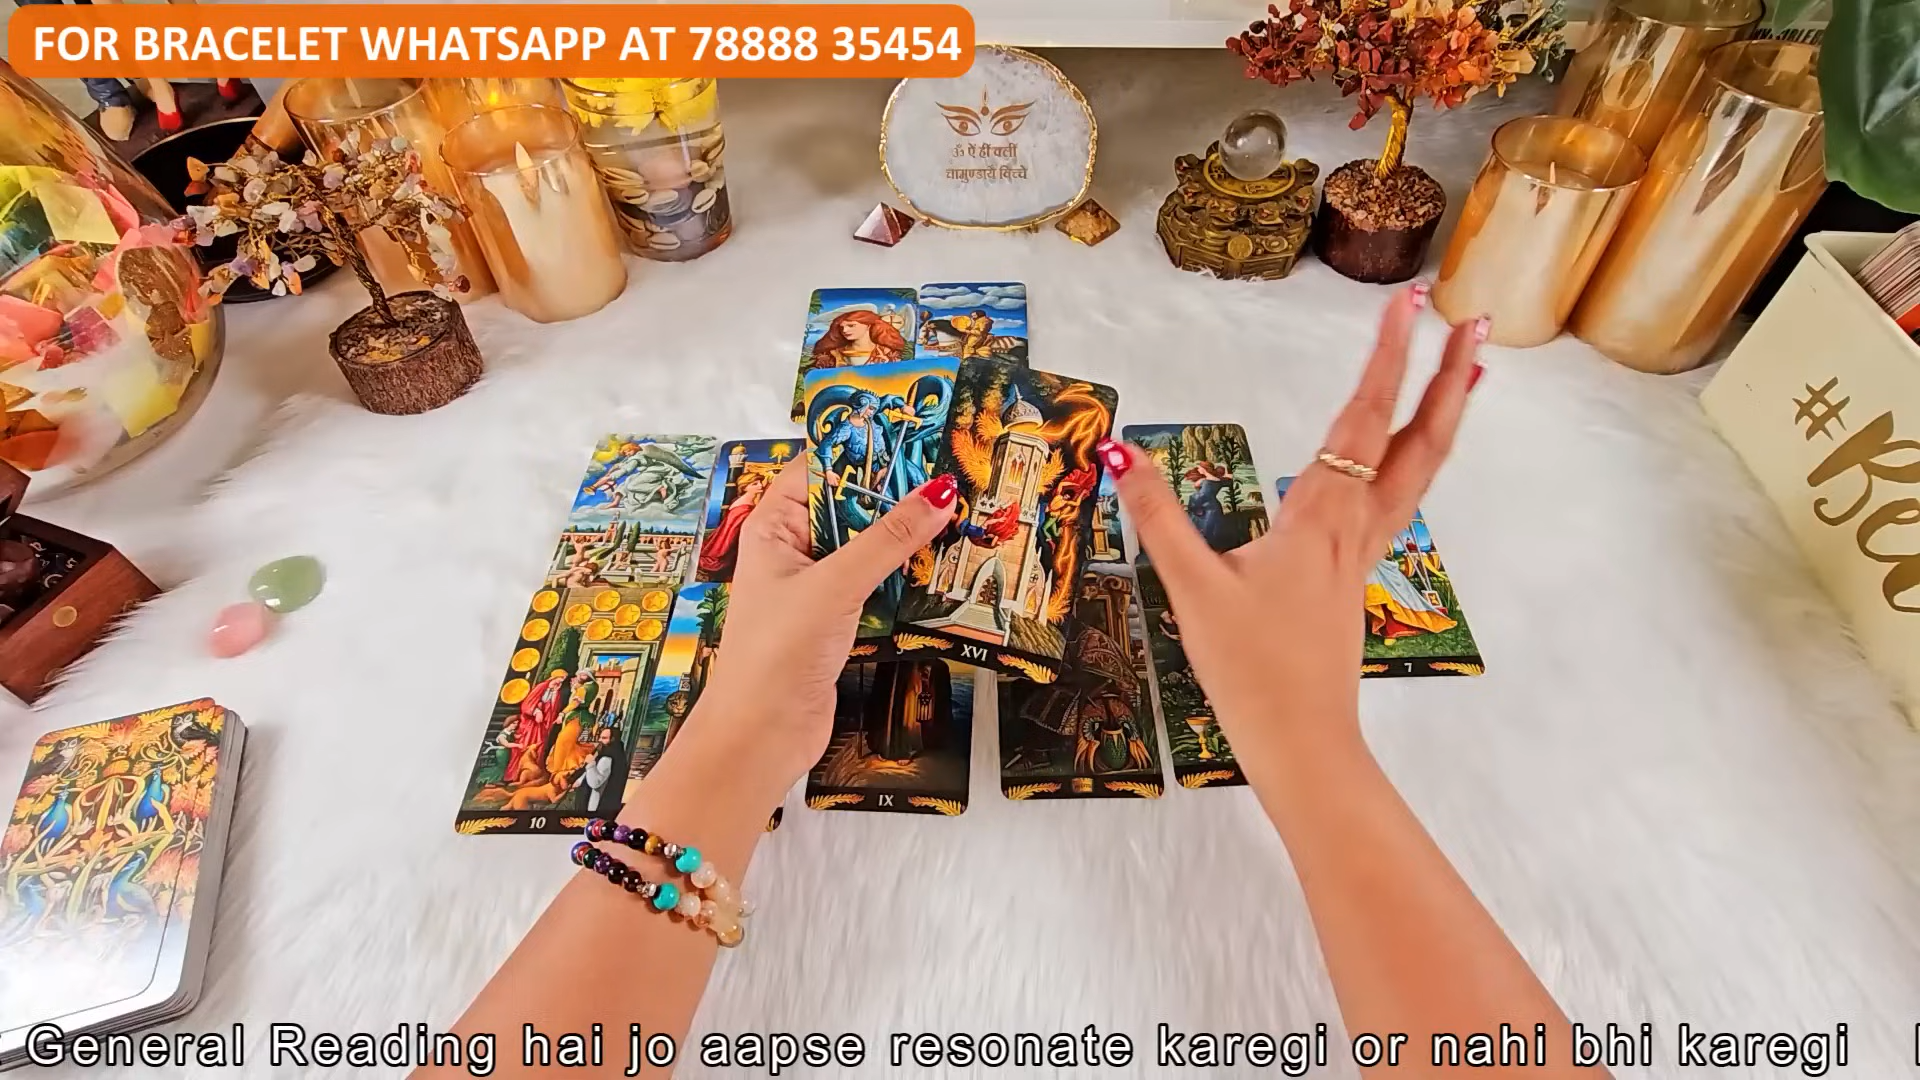 FOR BRACELET WHATSAPP AT 78888 35454
ॐ ऐं ह्रीं क्लीं
चामुण्डायै विच्चे
#Be
XVI
7
IX
10
General Reading hai jo aapse resonate karegi or nahi bhi karegi